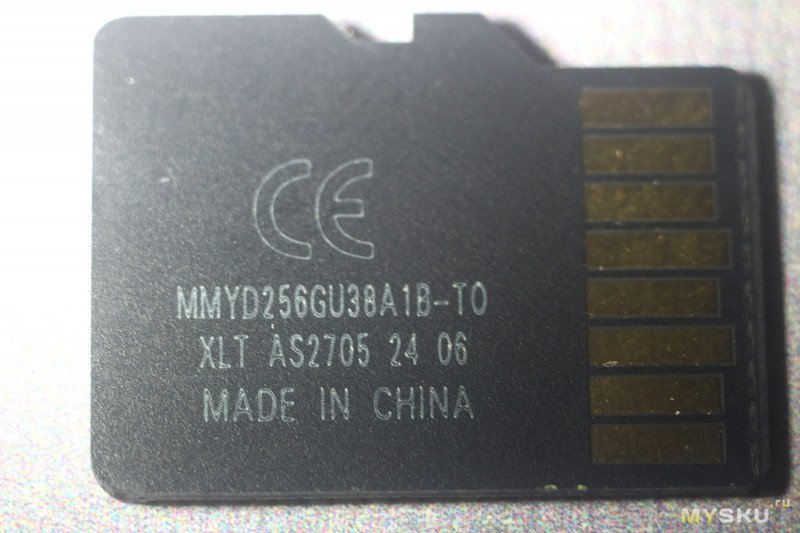 CE
MMYD256GU38A1B-TO
XLT AS2705 24 06
MADE IN CHINA
MYSKU.ru